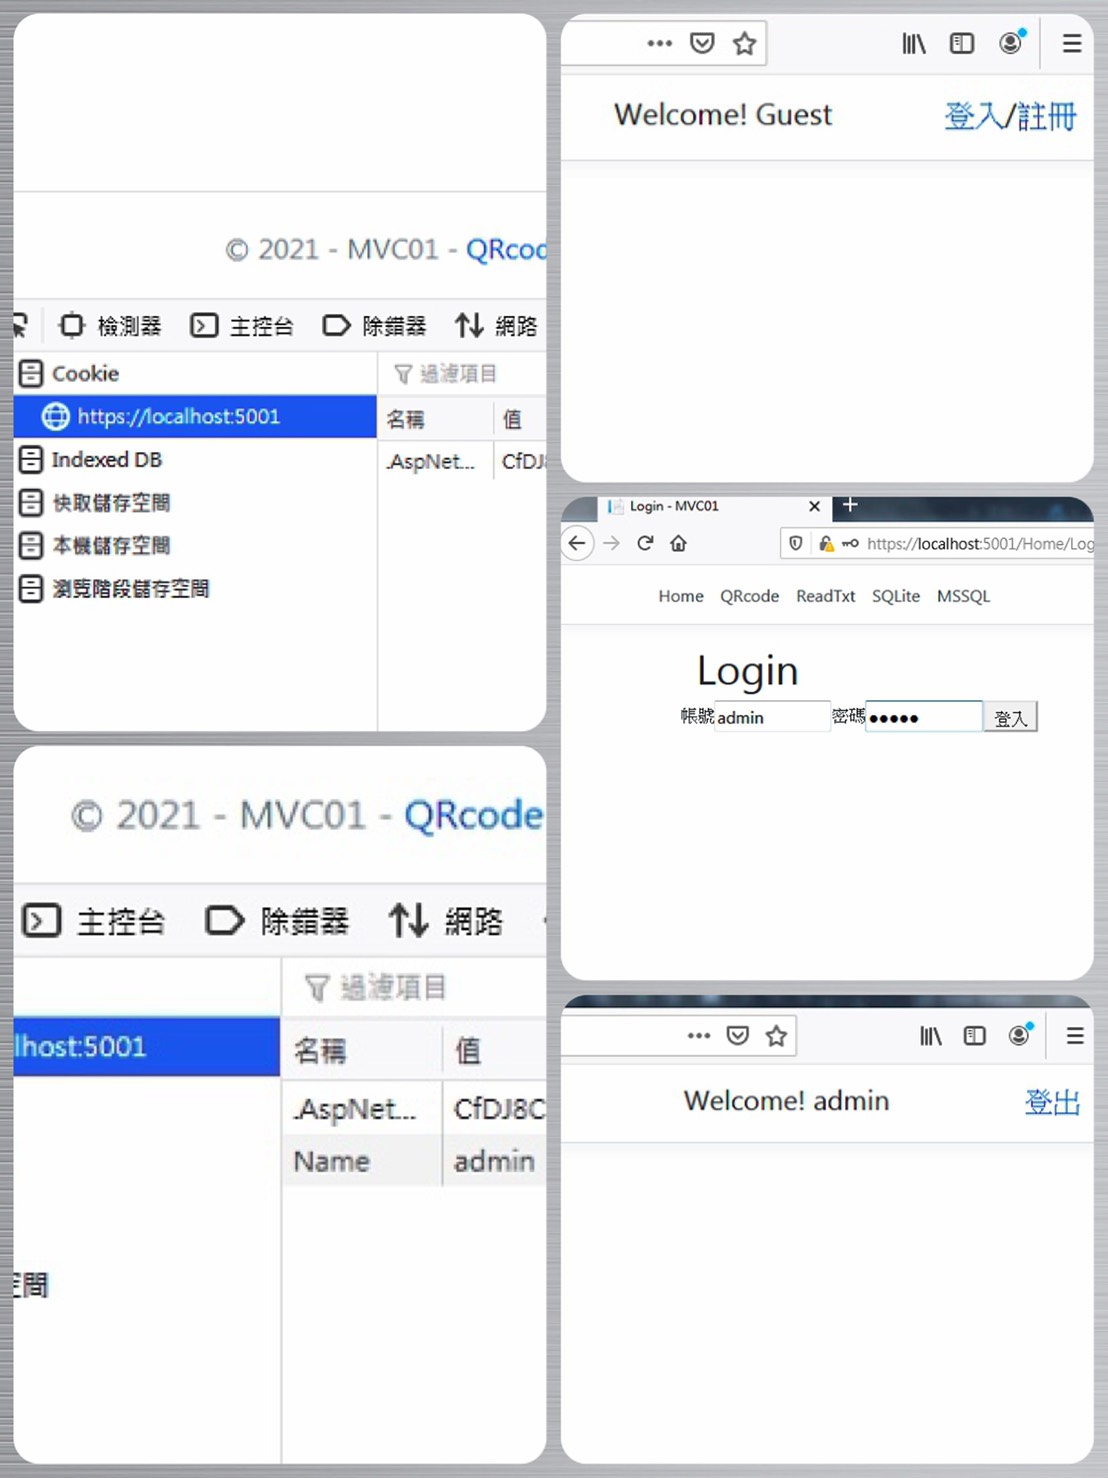 © 2021 - MVC01 - QRcod
檢測器 主控台 除錯器 網路
Cookie 過濾項目
https://localhost:5001 名稱 值
Indexed DB .AspNet... CfDJ8
快取儲存空間
本機儲存空間
瀏覽階段儲存空間
Welcome! Guest 登入/註冊
Login - MVC01
https://localhost:5001/Home/Log
Home QRcode ReadTxt SQLite MSSQL
Login
帳號 admin 密碼 ••••• 登入
© 2021 - MVC01 - QRcode
主控台 除錯器 網路
過濾項目
lhost:5001 名稱 值
.AspNet... CfDJ8C
Name admin
空間
Welcome! admin 登出